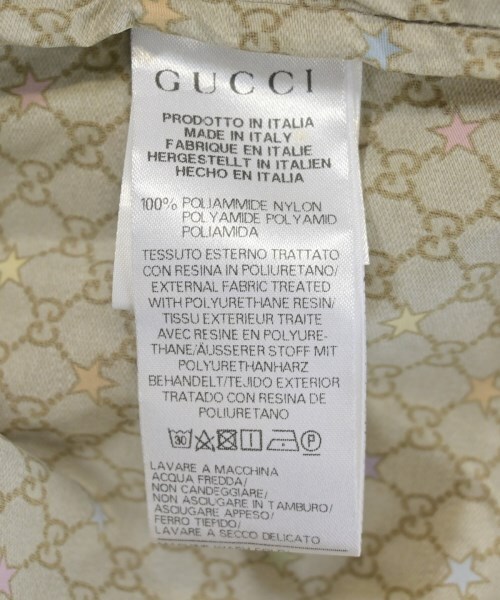 GUCCI
PRODOTTO IN ITALIA
MADE IN ITALY
FABRIQUE EN ITALIE
HERGESTELLT IN ITALIEN
HECHO EN ITALIA
100% POLIAMMIDE NYLON
POLYAMIDE POLYAMID
POLIAMIDA
TESSUTO ESTERNO TRATTATO
CON RESINA IN POLIURETANO/
EXTERNAL FABRIC TREATED
WITH POLYURETHANE RESIN/
TISSU EXTERIEUR TRAITE
AVEC RESINE EN POLYURE-
THANE/ÄUSSERER STOFF MIT
POLYURETHANHARZ
BEHANDELT/TEJIDO EXTERIOR
TRATADO CON RESINA DE
POLIURETANO
30 P
LAVARE A MACCHINA
ACQUA FREDDA/
NON CANDEGGIARE/
NON ASCIUGARE IN TAMBURO/
ASCIUGARE APPESO/
FERRO TIEPIDO/
LAVARE A SECCO DELICATO